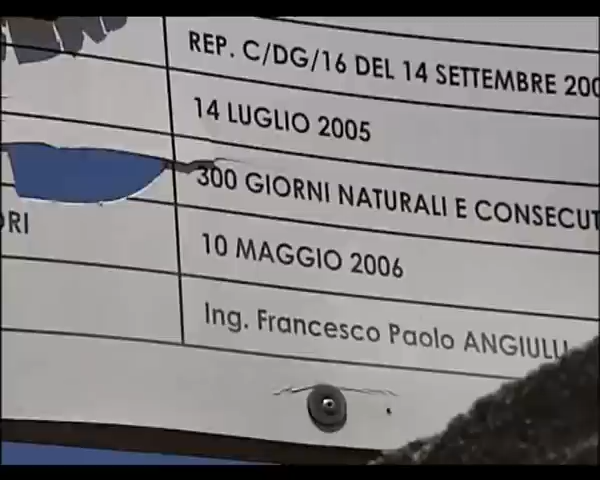 REP. C/DG/16 DEL 14 SETTEMBRE 200
14 LUGLIO 2005
300 GIORNI NATURALI E CONSECUT
ORI
10 MAGGIO 2006
Ing. Francesco Paolo ANGIULLI